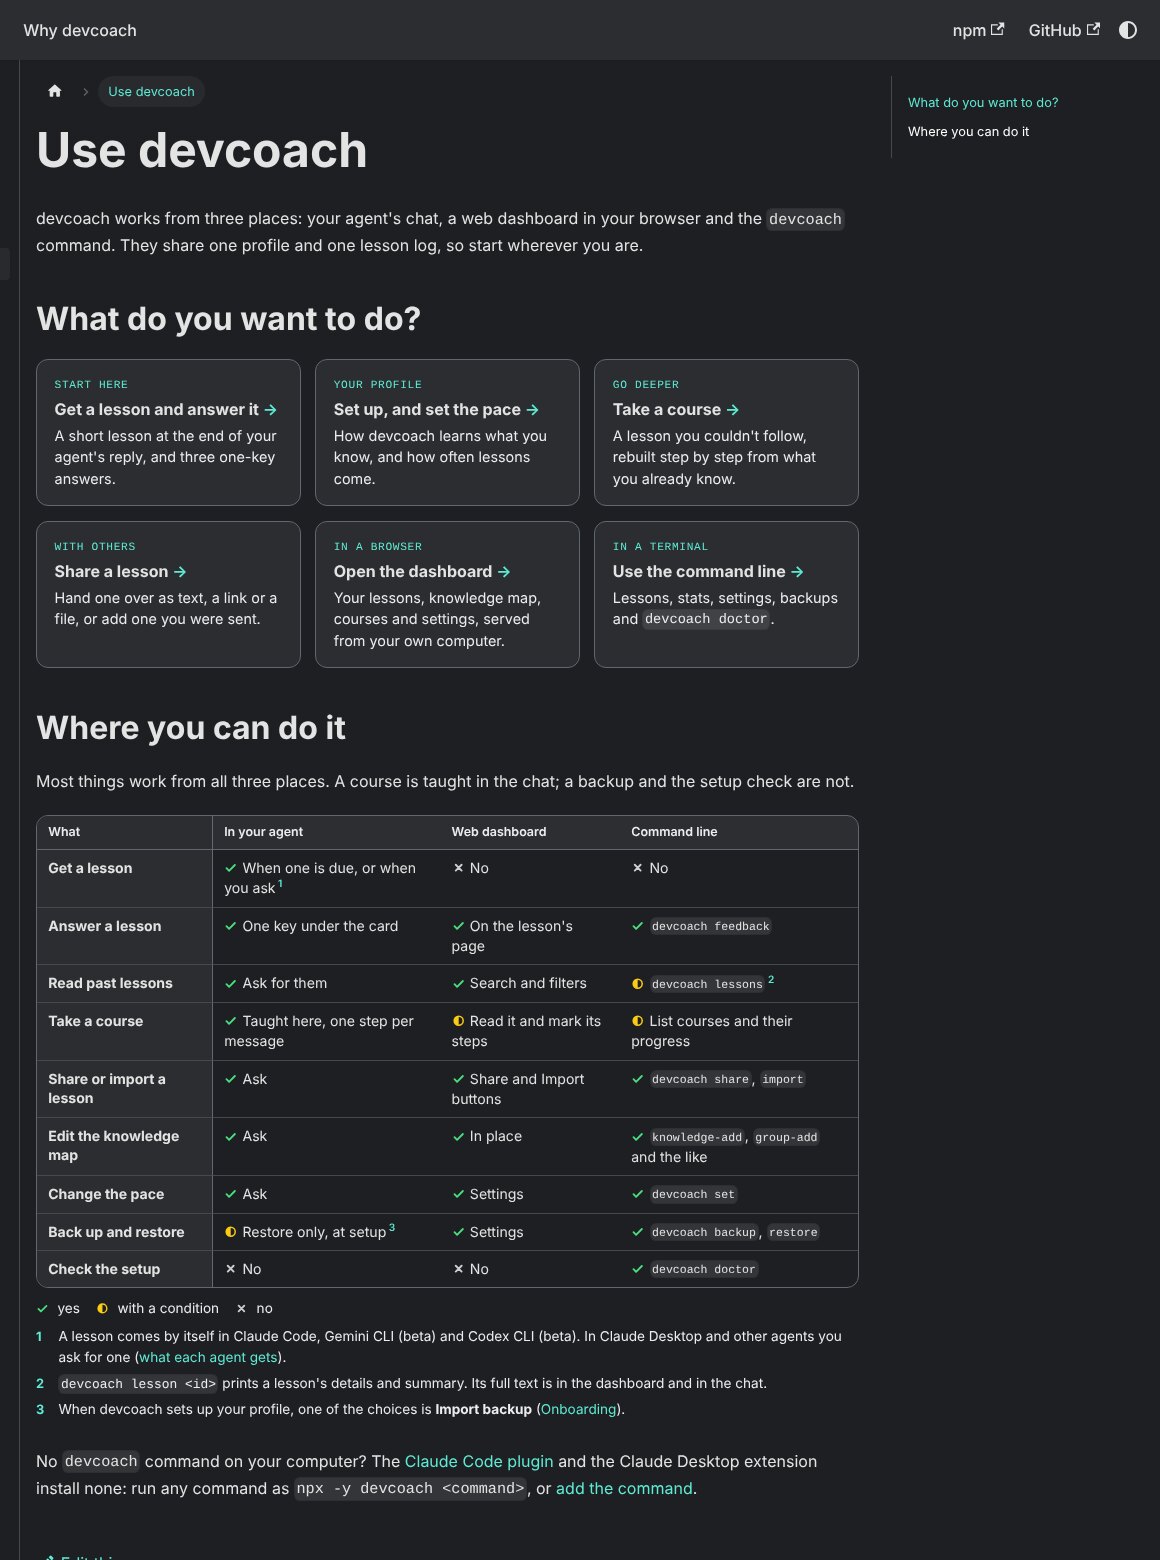 Why devcoach
npm
GitHub
Use devcoach
What do you want to do?
Where you can do it
Use devcoach
devcoach works from three places: your agent's chat, a web dashboard in your browser and the devcoach
command. They share one profile and one lesson log, so start wherever you are.
What do you want to do?
START HERE
Get a lesson and answer it →
A short lesson at the end of your
agent's reply, and three one-key
answers.
YOUR PROFILE
Set up, and set the pace →
How devcoach learns what you
know, and how often lessons
come.
GO DEEPER
Take a course →
A lesson you couldn't follow,
rebuilt step by step from what
you already know.
WITH OTHERS
Share a lesson →
Hand one over as text, a link or a
file, or add one you were sent.
IN A BROWSER
Open the dashboard →
Your lessons, knowledge map,
courses and settings, served
from your own computer.
IN A TERMINAL
Use the command line →
Lessons, stats, settings, backups
and devcoach doctor.
Where you can do it
Most things work from all three places. A course is taught in the chat; a backup and the setup check are not.
What In your agent Web dashboard Command line
Get a lesson ✓ When one is due, or when ✕ No ✕ No
you ask 1
Answer a lesson ✓ One key under the card ✓ On the lesson's ✓ devcoach feedback
page
Read past lessons ✓ Ask for them ✓ Search and filters ◐ devcoach lessons 2
Take a course ✓ Taught here, one step per ◐ Read it and mark its ◐ List courses and their
message steps progress
Share or import a ✓ Ask ✓ Share and Import ✓ devcoach share, import
lesson buttons
Edit the knowledge ✓ Ask ✓ In place ✓ knowledge-add, group-add
map and the like
Change the pace ✓ Ask ✓ Settings ✓ devcoach set
Back up and restore ◐ Restore only, at setup 3 ✓ Settings ✓ devcoach backup, restore
Check the setup ✕ No ✕ No ✓ devcoach doctor
✓ yes ◐ with a condition ✕ no
1 A lesson comes by itself in Claude Code, Gemini CLI (beta) and Codex CLI (beta). In Claude Desktop and other agents you
ask for one (what each agent gets).
2 devcoach lesson <id> prints a lesson's details and summary. Its full text is in the dashboard and in the chat.
3 When devcoach sets up your profile, one of the choices is Import backup (Onboarding).
No devcoach command on your computer? The Claude Code plugin and the Claude Desktop extension
install none: run any command as npx -y devcoach <command>, or add the command.